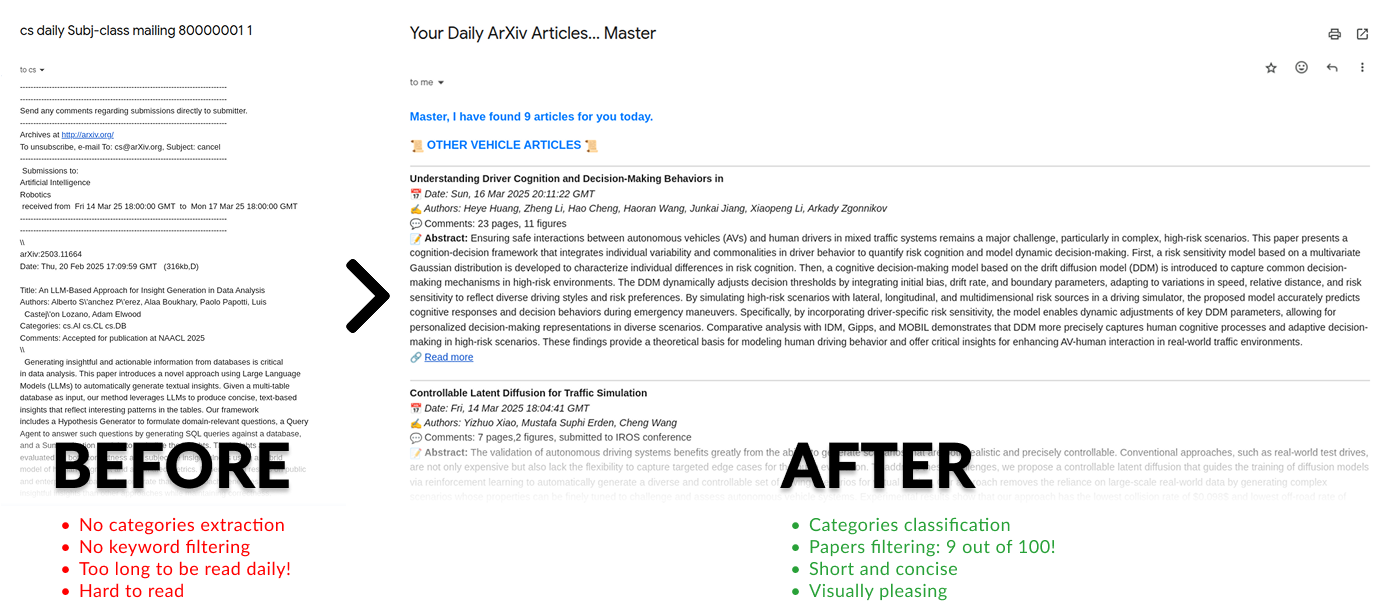 cs daily Subj-class mailing 80000001 1
to cs
--------------------------------------------------------------------
--------------------------------------------------------------------
Send any comments regarding submissions directly to submitter.
--------------------------------------------------------------------
Archives at http://arxiv.org/
To unsubscribe, e-mail To: cs@arXiv.org, Subject: cancel
--------------------------------------------------------------------
Submissions to:
Artificial Intelligence
Robotics
received from Fri 14 Mar 25 18:00:00 GMT to Mon 17 Mar 25 18:00:00 GMT
--------------------------------------------------------------------
--------------------------------------------------------------------
\\
arXiv:2503.11664
Date: Thu, 20 Feb 2025 17:09:59 GMT (316kb,D)
Title: An LLM-Based Approach for Insight Generation in Data Analysis
Authors: Alberto S\'anchez P\'erez, Alaa Boukhary, Paolo Papotti, Luis
Castej\'on Lozano, Adam Elwood
Categories: cs.AI cs.CL cs.DB
Comments: Accepted for publication at NAACL 2025
\\
Generating insightful and actionable information from databases is critical
in data analysis. This paper introduces a novel approach using Large Language
Models (LLMs) to automatically generate textual insights. Given a multi-table
database as input, our method leverages LLMs to produce concise, text-based
insights that reflect interesting patterns in the tables. Our framework
includes a Hypothesis Generator to formulate domain-relevant questions, a Query
Agent to answer such questions by generating SQL queries against a database,
and a
BEFORE
• No categories extraction
• No keyword filtering
• Too long to be read daily!
• Hard to read
Your Daily ArXiv Articles... Master
to me
Master, I have found 9 articles for you today.
📜 OTHER VEHICLE ARTICLES 📜
Understanding Driver Cognition and Decision-Making Behaviors in
📅 Date: Sun, 16 Mar 2025 20:11:22 GMT
✍️ Authors: Heye Huang, Zheng Li, Hao Cheng, Haoran Wang, Junkai Jiang, Xiaopeng Li, Arkady Zgonnikov
💬 Comments: 23 pages, 11 figures
📝 Abstract: Ensuring safe interactions between autonomous vehicles (AVs) and human drivers in mixed traffic systems remains a major challenge, particularly in complex, high-risk scenarios. This paper presents a
cognition-decision framework that integrates individual variability and commonalities in driver behavior to quantify risk cognition and model dynamic decision-making. First, a risk sensitivity model based on a multivariate
Gaussian distribution is developed to characterize individual differences in risk cognition. Then, a cognitive decision-making model based on the drift diffusion model (DDM) is introduced to capture common decision-
making mechanisms in high-risk environments. The DDM dynamically adjusts decision thresholds by integrating initial bias, drift rate, and boundary parameters, adapting to variations in speed, relative distance, and risk
sensitivity to reflect diverse driving styles and risk preferences. By simulating high-risk scenarios with lateral, longitudinal, and multidimensional risk sources in a driving simulator, the proposed model accurately predicts
cognitive responses and decision behaviors during emergency maneuvers. Specifically, by incorporating driver-specific risk sensitivity, the model enables dynamic adjustments of key DDM parameters, allowing for
personalized decision-making representations in diverse scenarios. Comparative analysis with IDM, Gipps, and MOBIL demonstrates that DDM more precisely captures human cognitive processes and adaptive decision-
making in high-risk scenarios. These findings provide a theoretical basis for modeling human driving behavior and offer critical insights for enhancing AV-human interaction in real-world traffic environments.
🔗 Read more
Controllable Latent Diffusion for Traffic Simulation
📅 Date: Fri, 14 Mar 2025 18:04:41 GMT
✍️ Authors: Yizhuo Xiao, Mustafa Suphi Erden, Cheng Wang
💬 Comments: 7 pages,2 figures, submitted to IROS conference
📝 Abstract: The validation of autonomous driving systems benefits greatly from the ability to generate scenarios that are both realistic and precisely controllable. Conventional approaches, such as real-world test drives,
are not only expensive but also lack the flexibility to capture targeted edge cases for challenges, we propose a controllable latent diffusion that guides the training of diffusion models
via reinforcement learning to automatically generate a diverse and controllable set of approach removes the reliance on large-scale real-world data by generating complex
scenarios whose properties can be finely tuned to challenge and assess autonomous vehicle
AFTER
• Categories classification
• Papers filtering: 9 out of 100!
• Short and concise
• Visually pleasing